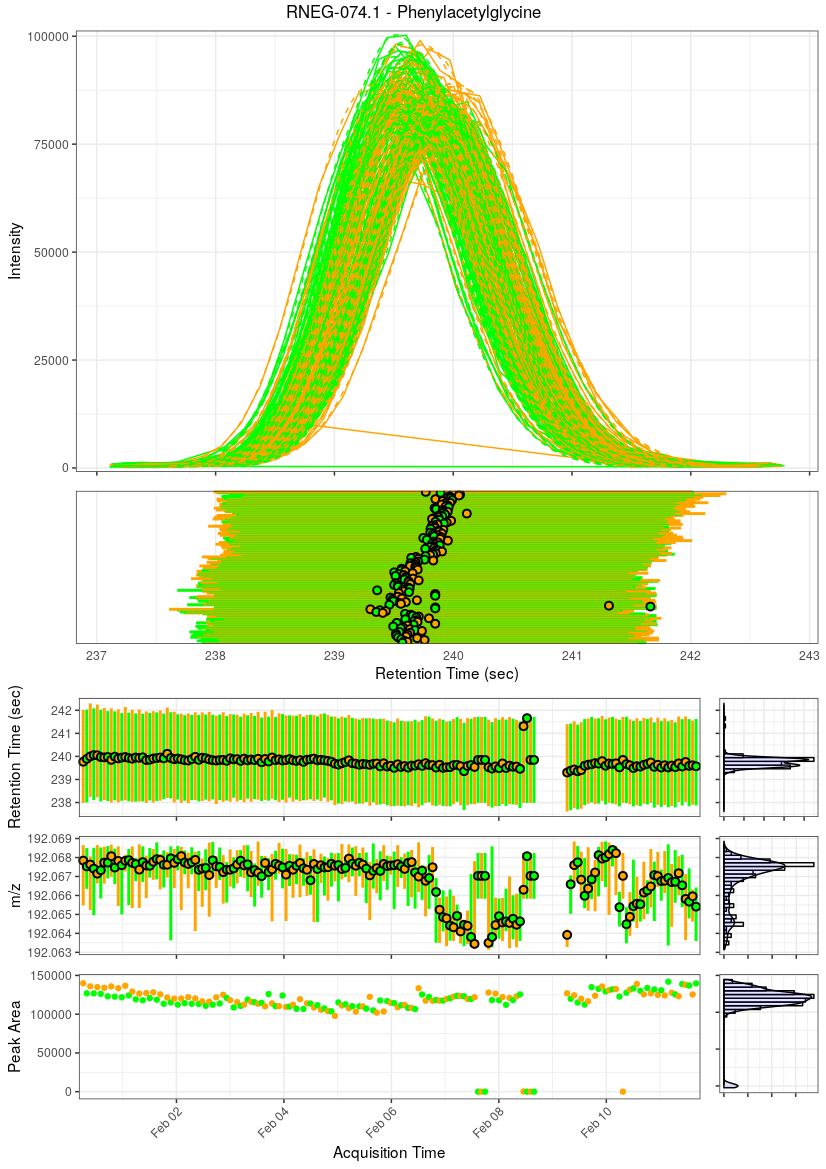 RNEG-074.1 - Phenylacetylglycine
100000
75000
50000
25000
0
Intensity
237 238 239 240 241 242 243
Retention Time (sec)
242
241
240
239
238
Retention Time (sec)
192.069
192.068
192.067
192.066
192.065
192.064
192.063
m/z
150000
100000
50000
0
Peak Area
Feb 02 Feb 04 Feb 06 Feb 08 Feb 10
Acquisition Time